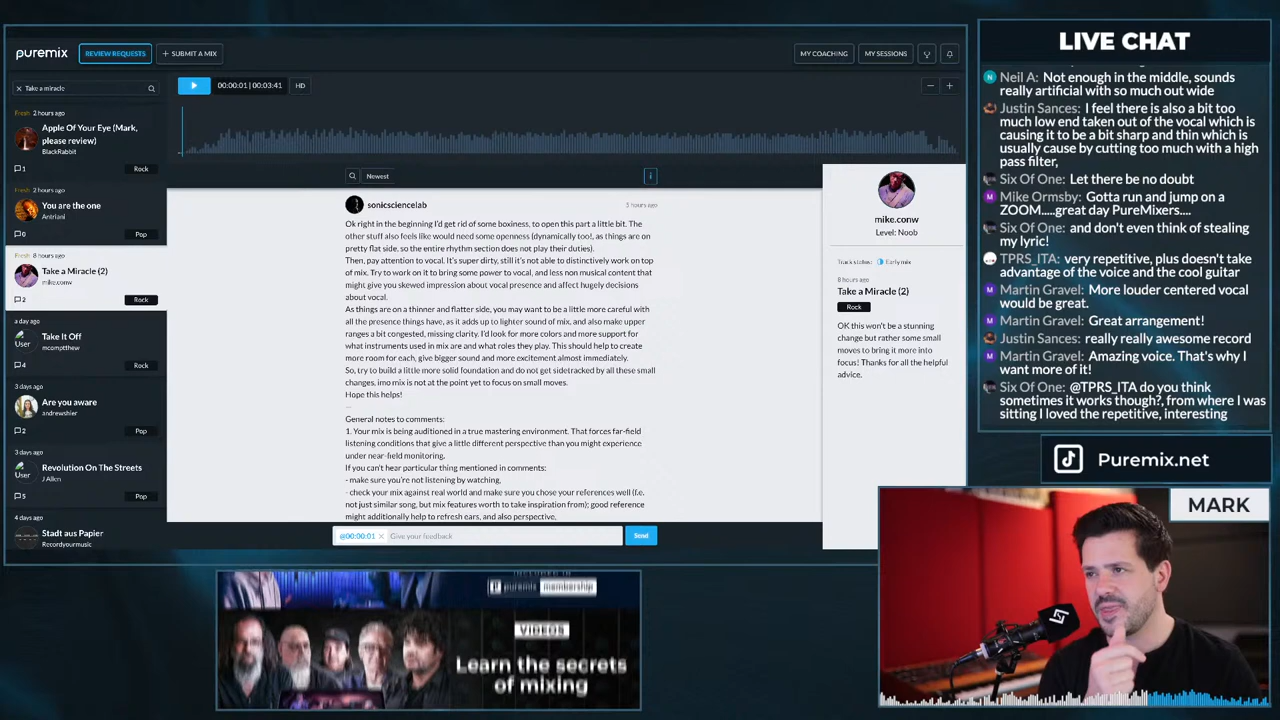 puremix
REVIEW REQUESTS
+ SUBMIT A MIX
MY COACHING
MY SESSIONS
× Take a miracle
00:00:01 | 00:03:41
HD
Fresh 2 hours ago
Apple Of Your Eye (Mark,
please review)
BlackRabbit
1
Rock
Fresh 2 hours ago
You are the one
Antriani
0
Pop
Fresh 8 hours ago
Take a Miracle (2)
mike.conw
2
Rock
a day ago
Take It Off
User
mcomptthew
4
Rock
3 days ago
Are you aware
andrewshier
2
Pop
3 days ago
Revolution On The Streets
User
J Allen
5
Pop
4 days ago
Stadt aus Papier
Recordyourmusic
Newest
i
sonicsciencelab
5 hours ago
Ok right in the beginning I'd get rid of some boxiness, to open this part a little bit. The
other stuff also feels like would need some openness (dynamically too!, as things are on
pretty flat side, so the entire rhythm section does not play their duties).
Then, pay attention to vocal. It's super dirty, still it's not able to distinctively work on top
of mix. Try to work on it to bring some power to vocal, and less non musical content that
might give you skewed impression about vocal presence and affect hugely decisions
about vocal.
As things are on a thinner and flatter side, you may want to be a little more careful with
all the presence things have, as it adds up to lighter sound of mix, and also make upper
ranges a bit congested, missing clarity. I'd look for more colors and more support for
what instruments used in mix are and what roles they play. This should help to create
more room for each, give bigger sound and more excitement almost immediately.
So, try to build a little more solid foundation and do not get sidetracked by all these small
changes, imo mix is not at the point yet to focus on small moves.
Hope this helps!
...
General notes to comments:
1. Your mix is being auditioned in a true mastering environment. That forces far-field
listening conditions that give a little different perspective than you might experience
under near-field monitoring.
If you can't hear particular thing mentioned in comments:
- make sure you're not listening by watching,
- check your mix against real world and make sure you chose your references well (f.e.
not just similar song, but mix features worth to take inspiration from); good reference
might additionally help to refresh ears, and also perspective,
@00:00:01 ×
Give your feedback
Send
mike.conw
Level: Noob
Track status: Early mix
8 hours ago
Take a Miracle (2)
Rock
OK this won't be a stunning
change but rather some small
moves to bring it more into
focus! Thanks for all the helpful
advice.
LIVE CHAT
Neil A: Not enough in the middle, sounds
really artificial with so much out wide
Justin Sances: I feel there is also a bit too
much low end taken out of the vocal which is
causing it to be a bit sharp and thin which is
usually cause by cutting too much with a high
pass filter,
Six Of One: Let there be no doubt
Mike Ormsby: Gotta run and jump on a
ZOOM.....great day PureMixers....
Six Of One: and don't even think of stealing
my lyric!
TPRS_ITA: very repetitive, plus doesn't take
advantage of the voice and the cool guitar
Martin Gravel: More louder centered vocal
would be great.
Martin Gravel: Great arrangement!
Justin Sances: really really awesome record
Martin Gravel: Amazing voice. That's why I
want more of it!
Six Of One: @TPRS_ITA do you think
sometimes it works though?, from where I was
sitting I loved the repetitive, interesting
Puremix.net
MARK
puremix membership
VIDEOS
Learn the secrets
of mixing